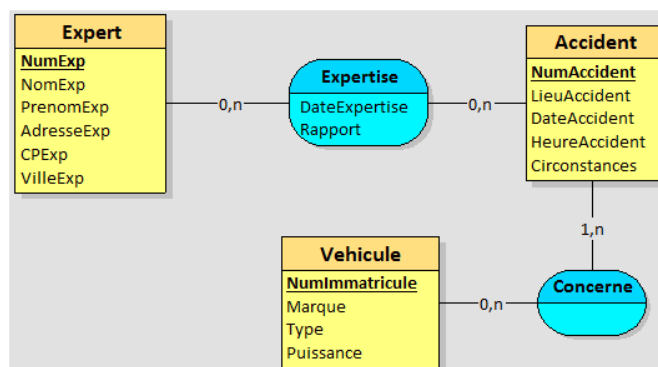 Expert
NumExp
NomExp
PrenomExp
AdresseExp
CPExp
VilleExp
0,n
Expertise
DateExpertise
Rapport
0,n
Accident
NumAccident
LieuAccident
DateAccident
HeureAccident
Circonstances
1,n
Vehicule
NumImmatricule
Marque
Type
Puissance
0,n
Concerne